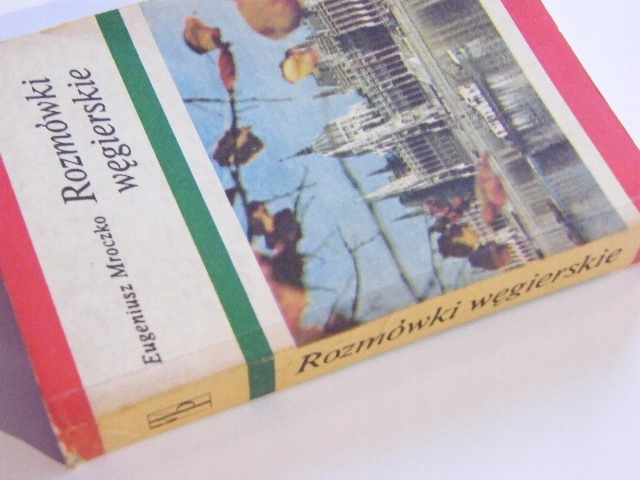 Eugeniusz Mroczko
Rozmówki
węgierskie
Rozmówki węgierskie